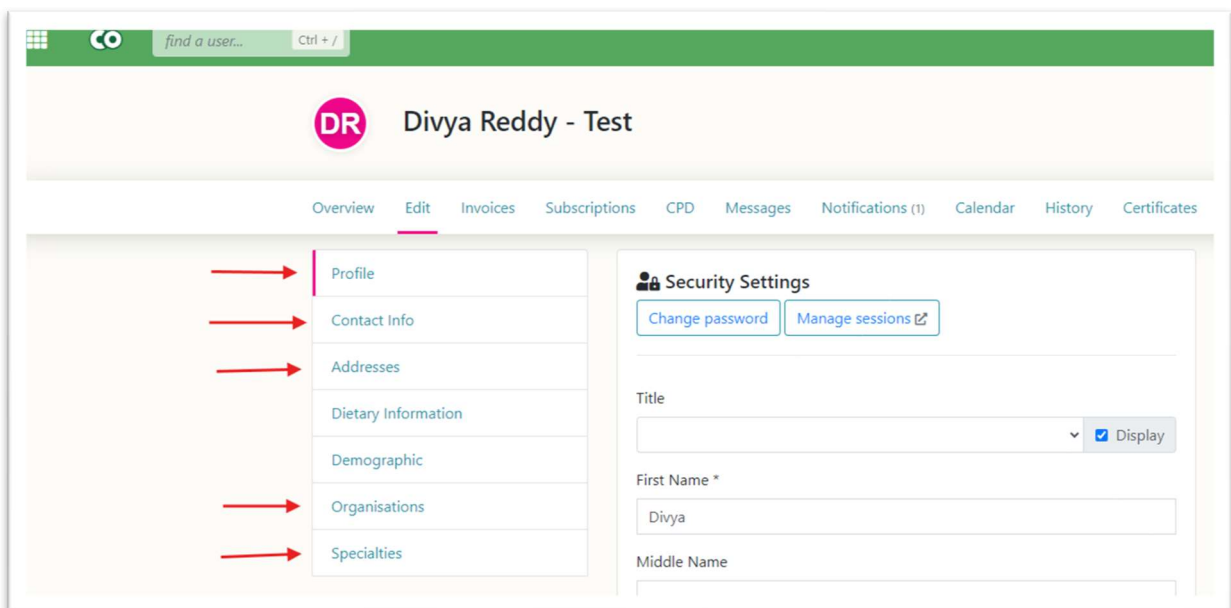 CO find a user... Ctrl + /
DR Divya Reddy - Test
Overview Edit Invoices Subscriptions CPD Messages Notifications (1) Calendar History Certificates
Profile
Contact Info
Addresses
Dietary Information
Demographic
Organisations
Specialties
Security Settings
Change password Manage sessions
Title
Display
First Name *
Divya
Middle Name